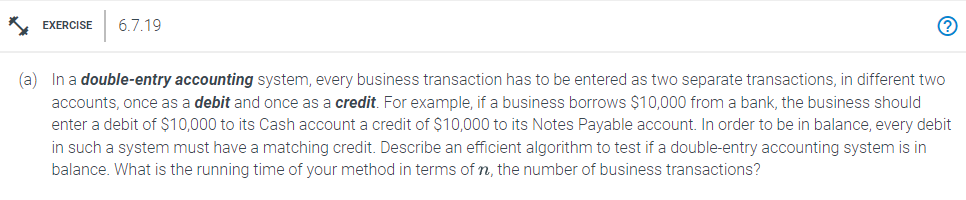 EXERCISE 6.7.19
(a) In a double-entry accounting system, every business transaction has to be entered as two separate transactions, in different two
accounts, once as a debit and once as a credit. For example, if a business borrows $10,000 from a bank, the business should
enter a debit of $10,000 to its Cash account a credit of $10,000 to its Notes Payable account. In order to be in balance, every debit
in such a system must have a matching credit. Describe an efficient algorithm to test if a double-entry accounting system is in
balance. What is the running time of your method in terms of n, the number of business transactions?